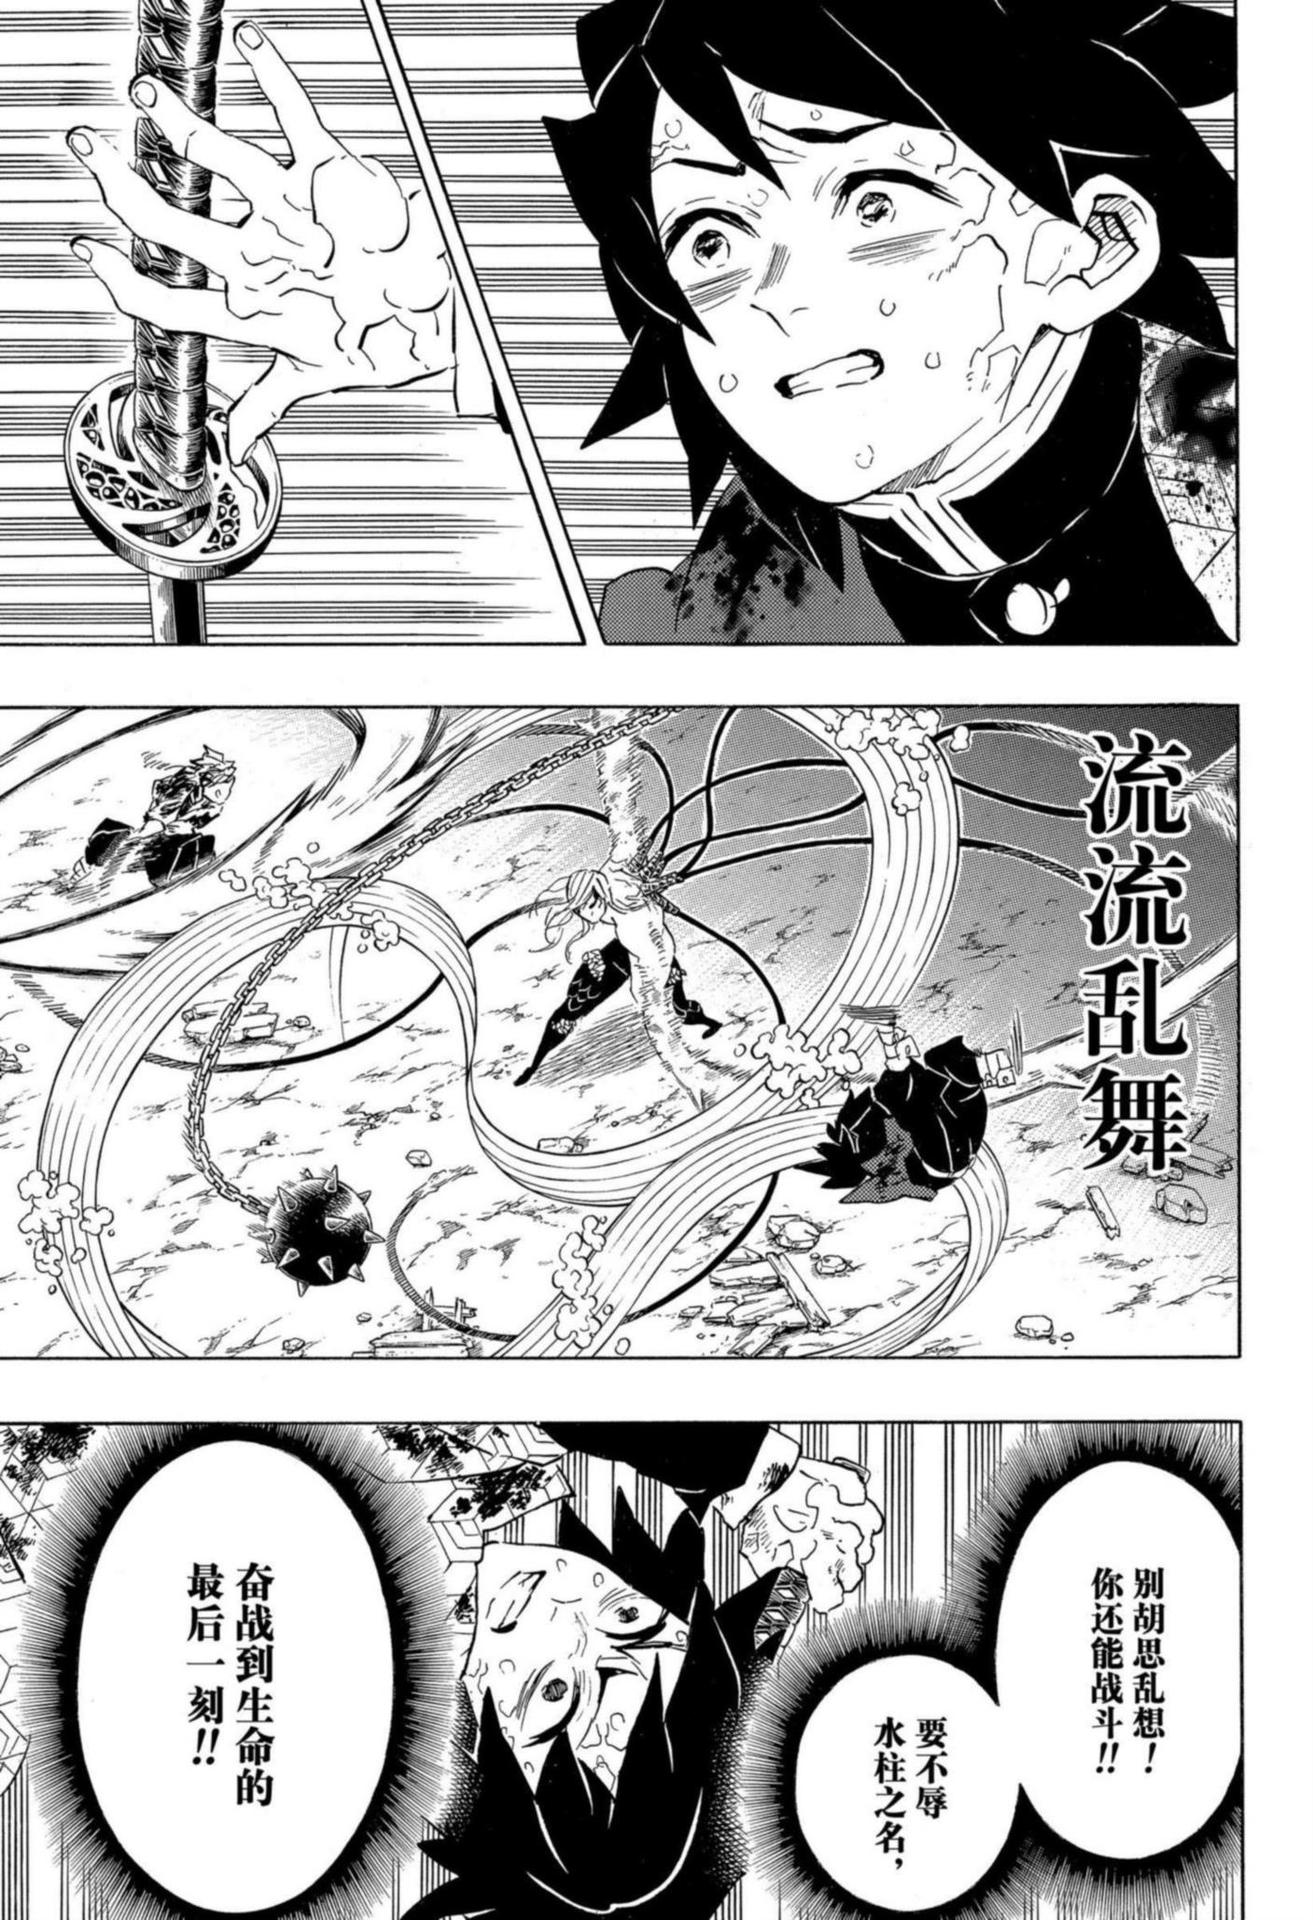 流流乱舞
别胡思乱想！
你还能战斗!!
要不辱
水柱之名，
奋战到生命的
最后一刻!!